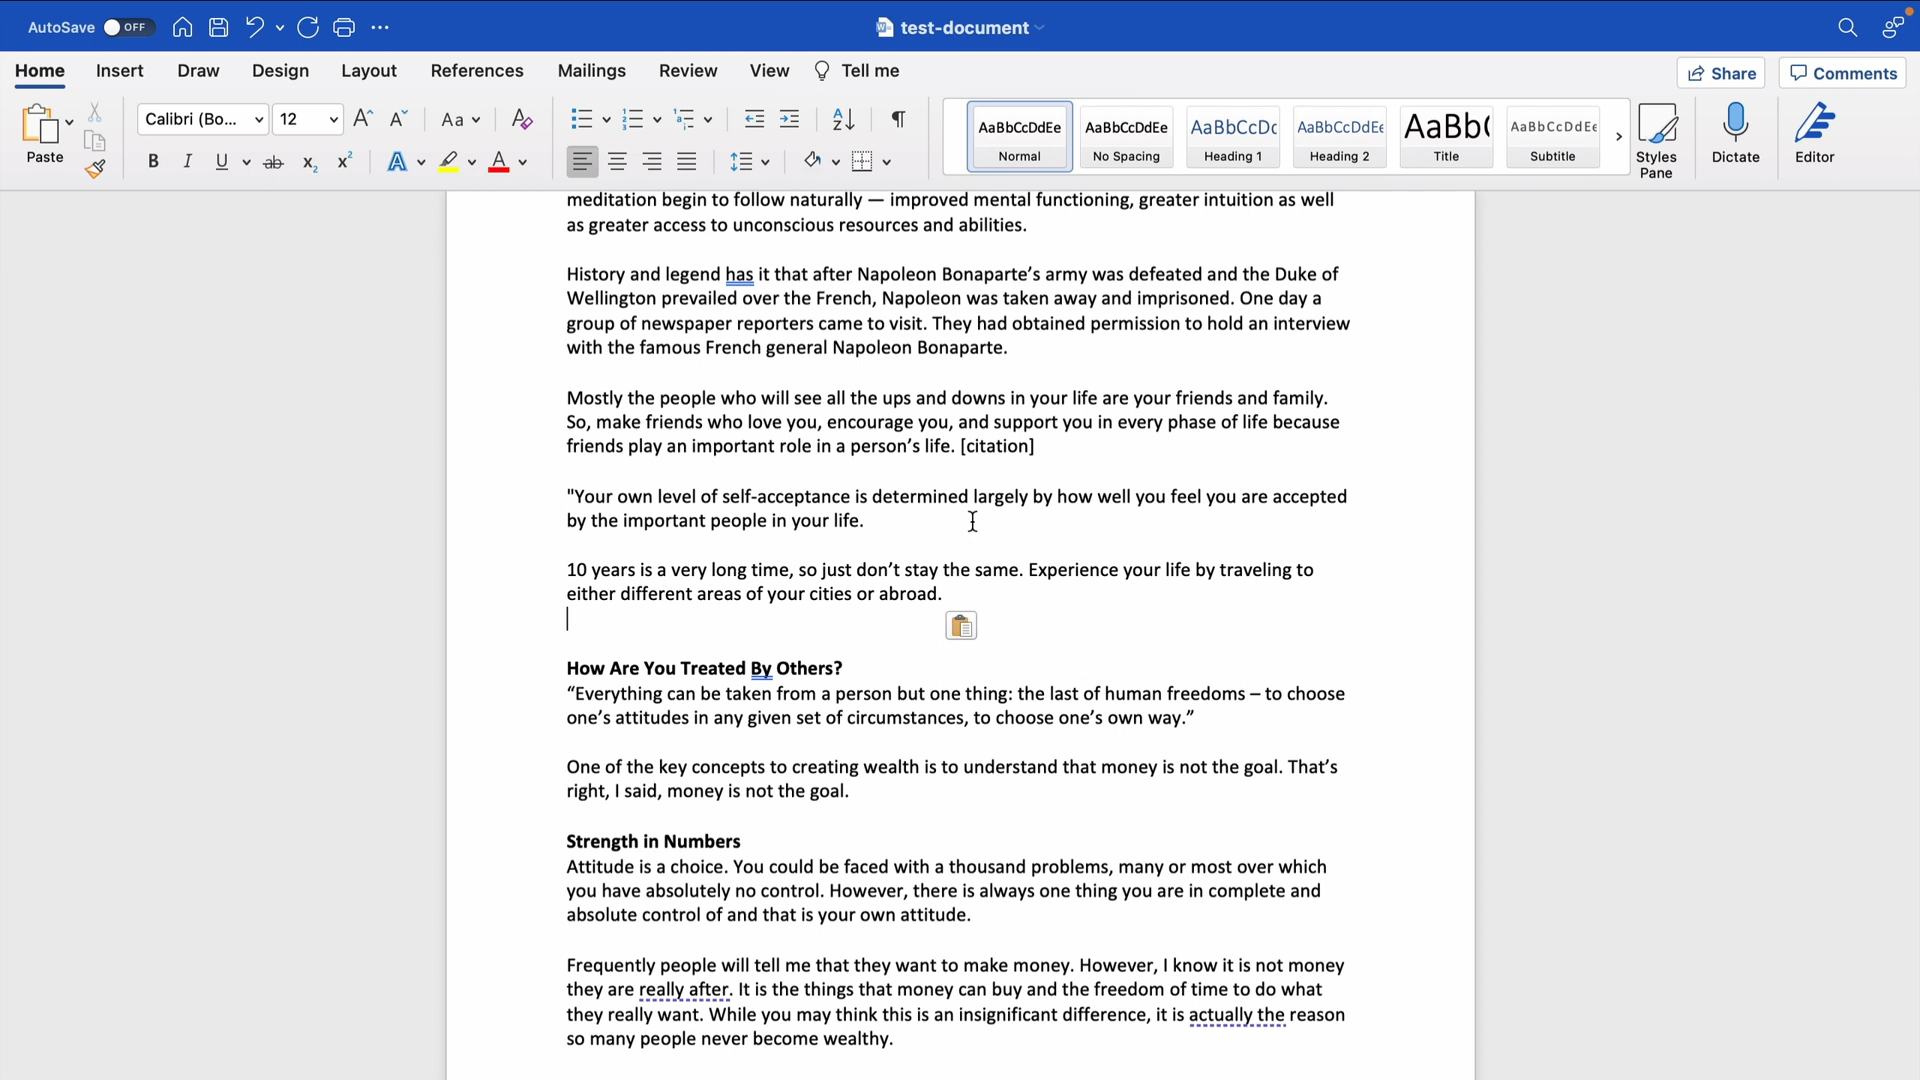 AutoSave OFF test-document
Home Insert Draw Design Layout References Mailings Review View Tell me Share Comments
Paste Calibri (Bo... 12 Aa
AaBbCcDdEe AaBbCcDdEe AaBbCcDc AaBbCcDdEe AaBb( AaBbCcDdEe
Normal No Spacing Heading 1 Heading 2 Title Subtitle Styles Pane Dictate Editor
meditation begin to follow naturally — improved mental functioning, greater intuition as well
as greater access to unconscious resources and abilities.
History and legend has it that after Napoleon Bonaparte’s army was defeated and the Duke of
Wellington prevailed over the French, Napoleon was taken away and imprisoned. One day a
group of newspaper reporters came to visit. They had obtained permission to hold an interview
with the famous French general Napoleon Bonaparte.
Mostly the people who will see all the ups and downs in your life are your friends and family.
So, make friends who love you, encourage you, and support you in every phase of life because
friends play an important role in a person’s life. [citation]
"Your own level of self-acceptance is determined largely by how well you feel you are accepted
by the important people in your life.
10 years is a very long time, so just don’t stay the same. Experience your life by traveling to
either different areas of your cities or abroad.
How Are You Treated By Others?
“Everything can be taken from a person but one thing: the last of human freedoms – to choose
one’s attitudes in any given set of circumstances, to choose one’s own way.”
One of the key concepts to creating wealth is to understand that money is not the goal. That’s
right, I said, money is not the goal.
Strength in Numbers
Attitude is a choice. You could be faced with a thousand problems, many or most over which
you have absolutely no control. However, there is always one thing you are in complete and
absolute control of and that is your own attitude.
Frequently people will tell me that they want to make money. However, I know it is not money
they are really after. It is the things that money can buy and the freedom of time to do what
they really want. While you may think this is an insignificant difference, it is actually the reason
so many people never become wealthy.